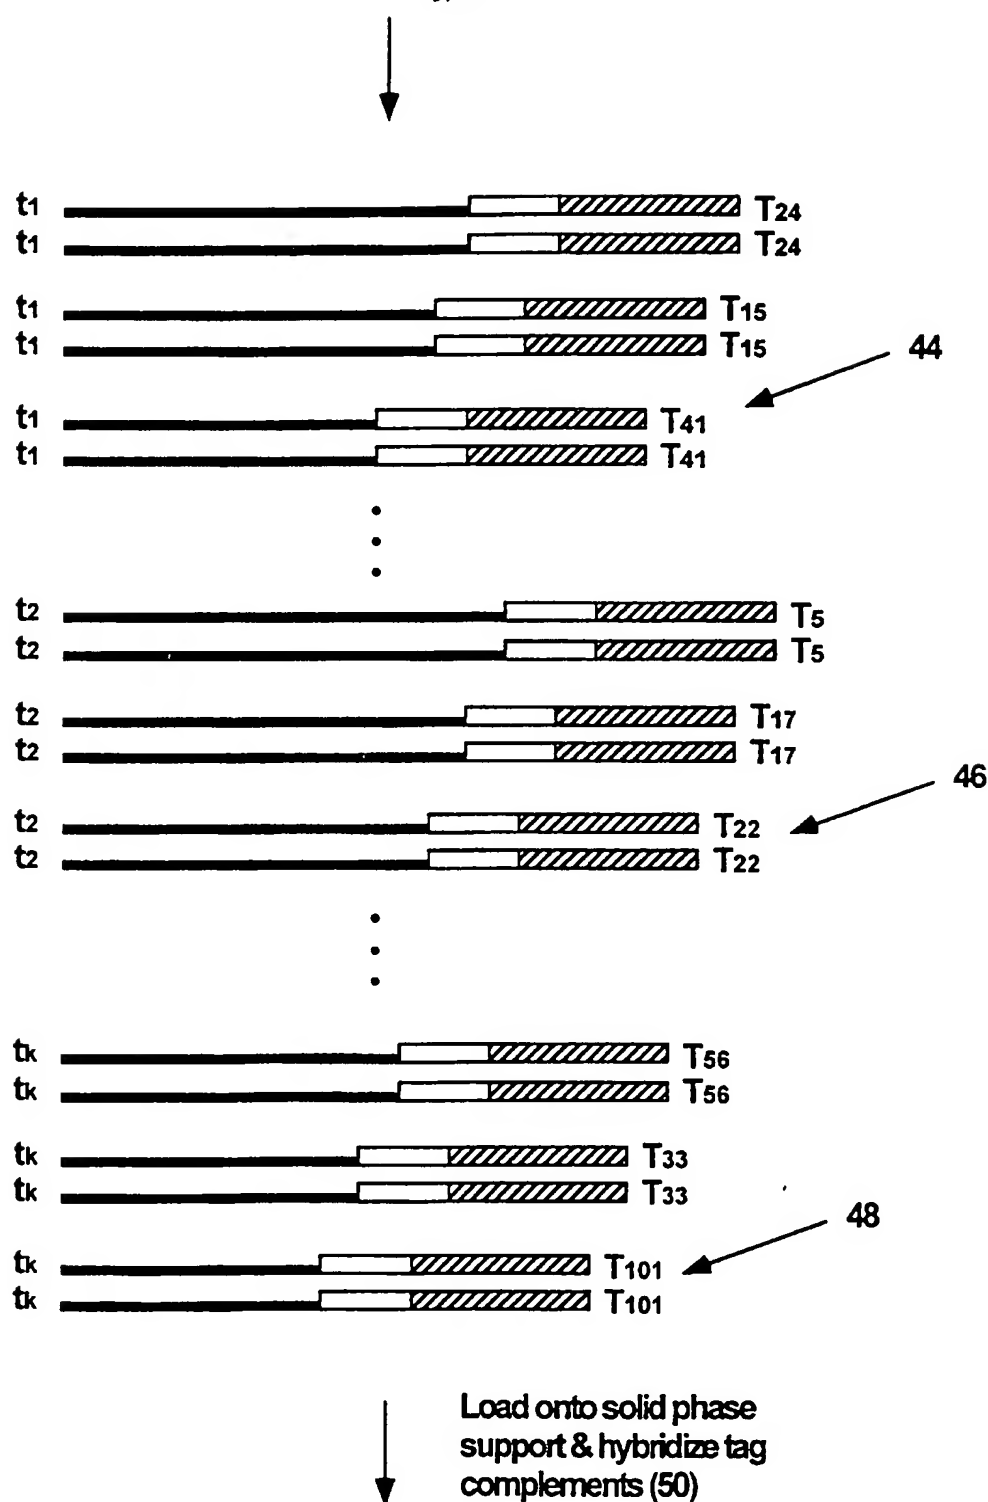 t1 T24
t1 T24
t1 T15
t1 T15
44
t1 T41
t1 T41
t2 T5
t2 T5
t2 T17
t2 T17
46
t2 T22
t2 T22
tk T56
tk T56
tk T33
tk T33
48
tk T101
tk T101
Load onto solid phase
support & hybridize tag
complements (50)